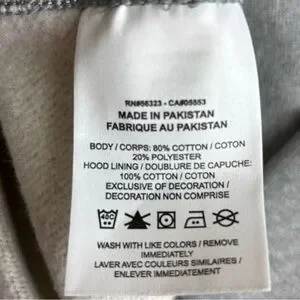 RN#56323 - CA#05553
MADE IN PAKISTAN
FABRIQUE AU PAKISTAN
BODY / CORPS: 80% COTTON / COTON
20% POLYESTER
HOOD LINING / DOUBLURE DE CAPUCHE:
100% COTTON / COTON
EXCLUSIVE OF DECORATION /
DECORATION NON COMPRISE
WASH WITH LIKE COLORS / REMOVE
IMMEDIATELY
LAVER AVEC COULEURS SIMILAIRES /
ENLEVER IMMEDIATEMENT